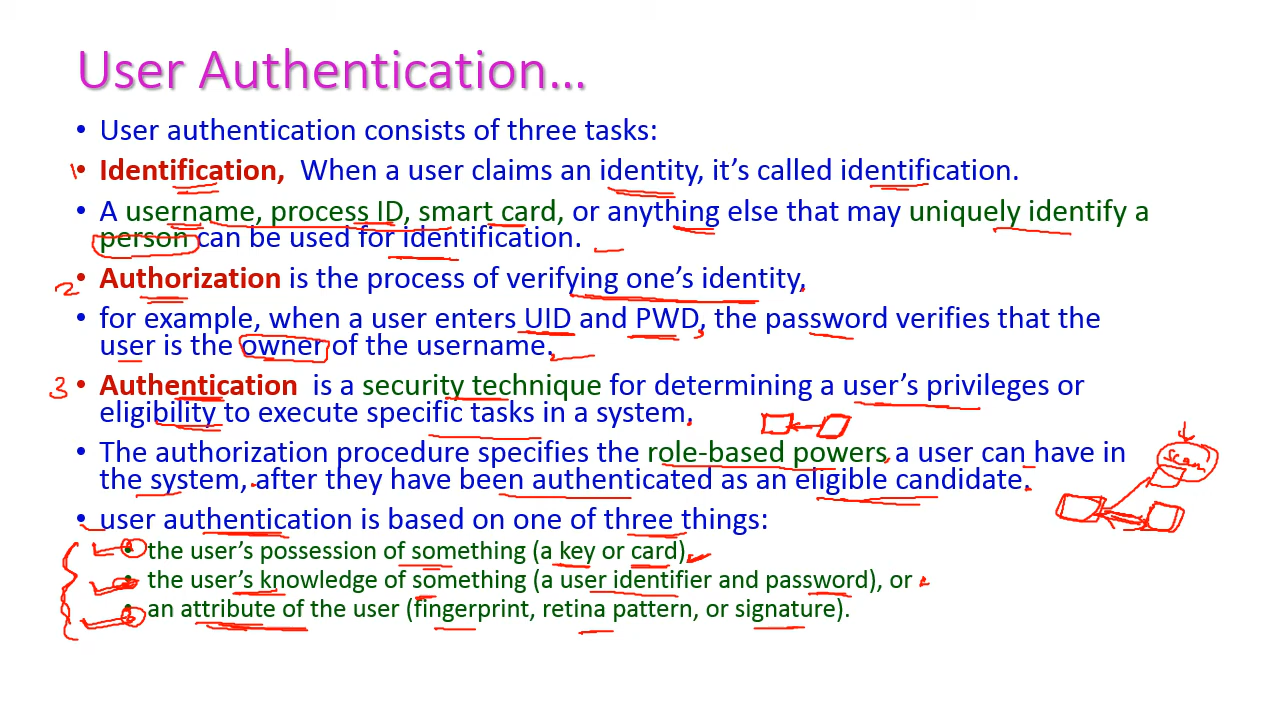 User Authentication...
• User authentication consists of three tasks:
1 • Identification, When a user claims an identity, it's called identification.
• A username, process ID, smart card, or anything else that may uniquely identify a
person can be used for identification.
2 • Authorization is the process of verifying one's identity,
• for example, when a user enters UID and PWD, the password verifies that the
user is the owner of the username.
3 • Authentication is a security technique for determining a user's privileges or
eligibility to execute specific tasks in a system,
• The authorization procedure specifies the role-based powers a user can have in
the system, after they have been authenticated as an eligible candidate.
Scan
• user authentication is based on one of three things:
• the user's possession of something (a key or card),
• the user's knowledge of something (a user identifier and password), or
• an attribute of the user (fingerprint, retina pattern, or signature).